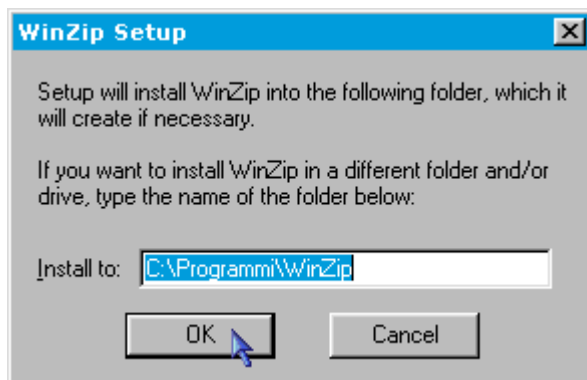 WinZip Setup
Setup will install WinZip into the following folder, which it
will create if necessary.
If you want to install WinZip in a different folder and/or
drive, type the name of the folder below:
Install to: C:\Programmi\WinZip
OK Cancel